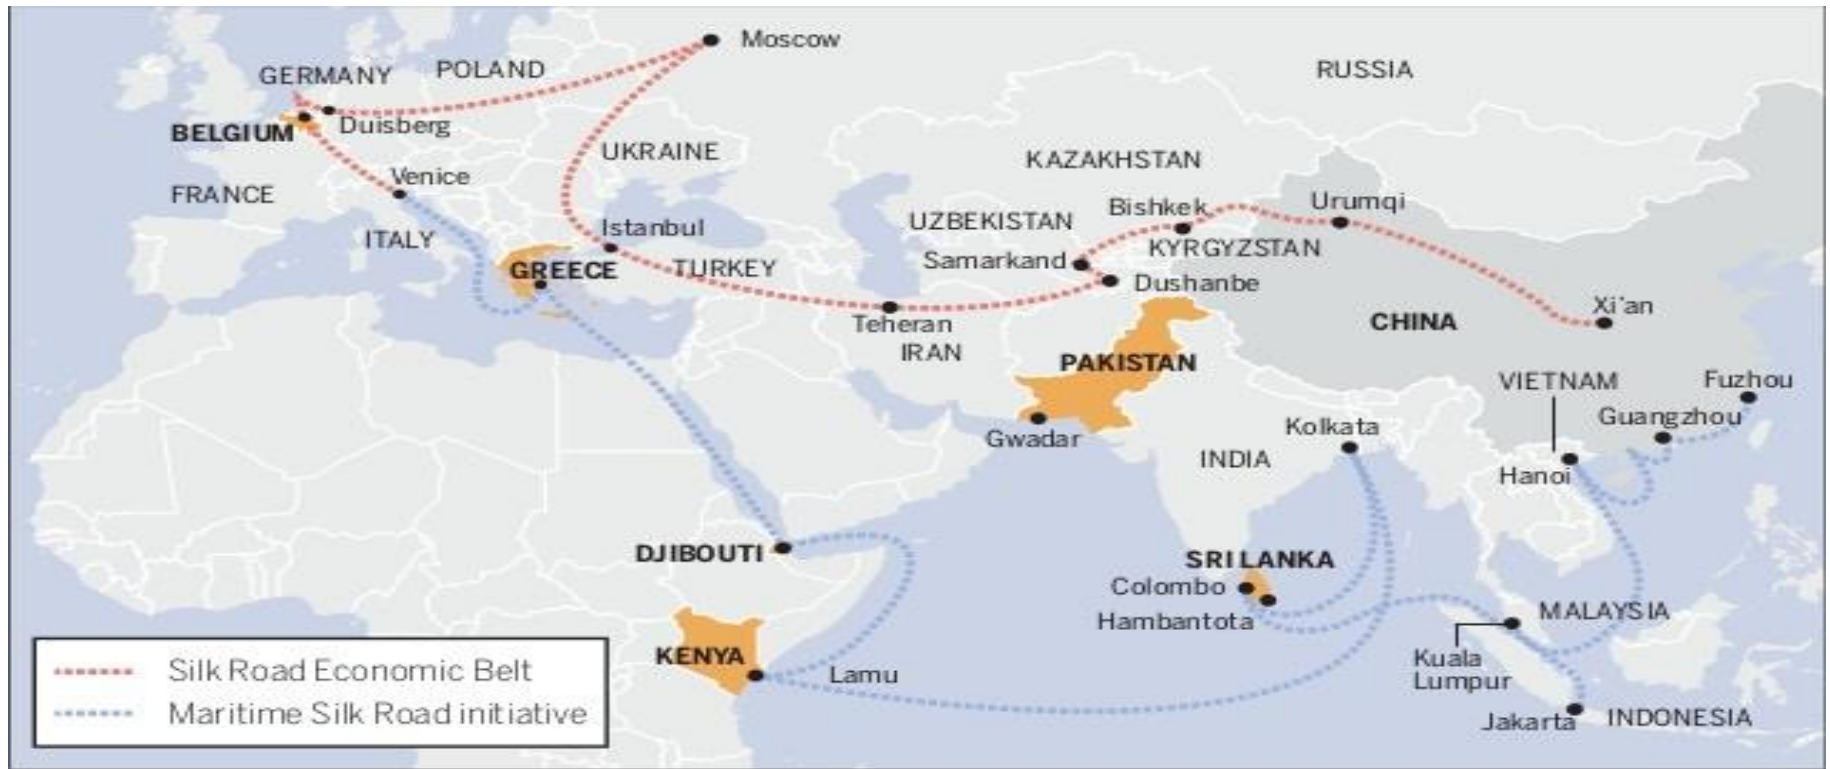 Moscow
GERMANY
POLAND
RUSSIA
BELGIUM
Duisberg
UKRAINE
KAZAKHSTAN
FRANCE
Venice
Istanbul
UZBEKISTAN
Bishkek
Urumqi
ITALY
GREECE
TURKEY
Samarkand
KYRGYZSTAN
Dushanbe
Teheran
IRAN
Xi'an
CHINA
PAKISTAN
VIETNAM
Fuzhou
Guangzhou
Gwadar
Kolkata
INDIA
Hanoi
DJIBOUTI
SRI LANKA
Colombo
Hambantota
MALAYSIA
KENYA
Lamu
Kuala
Lumpur
Jakarta
INDONESIA
Silk Road Economic Belt
Maritime Silk Road initiative